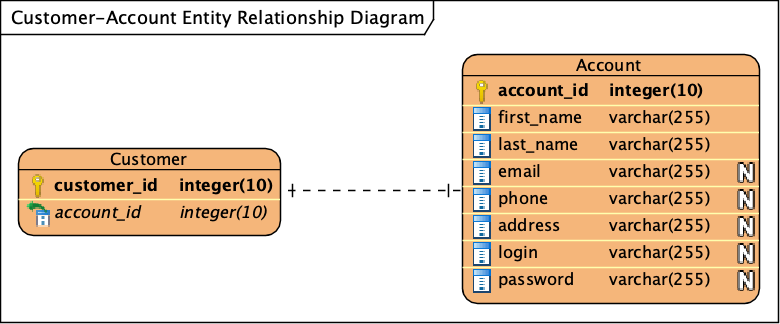 Customer-Account Entity Relationship Diagram
Customer
customer_id integer(10)
account_id integer(10)
Account
account_id integer(10)
first_name varchar(255)
last_name varchar(255)
email varchar(255) N
phone varchar(255) N
address varchar(255) N
login varchar(255) N
password varchar(255) N